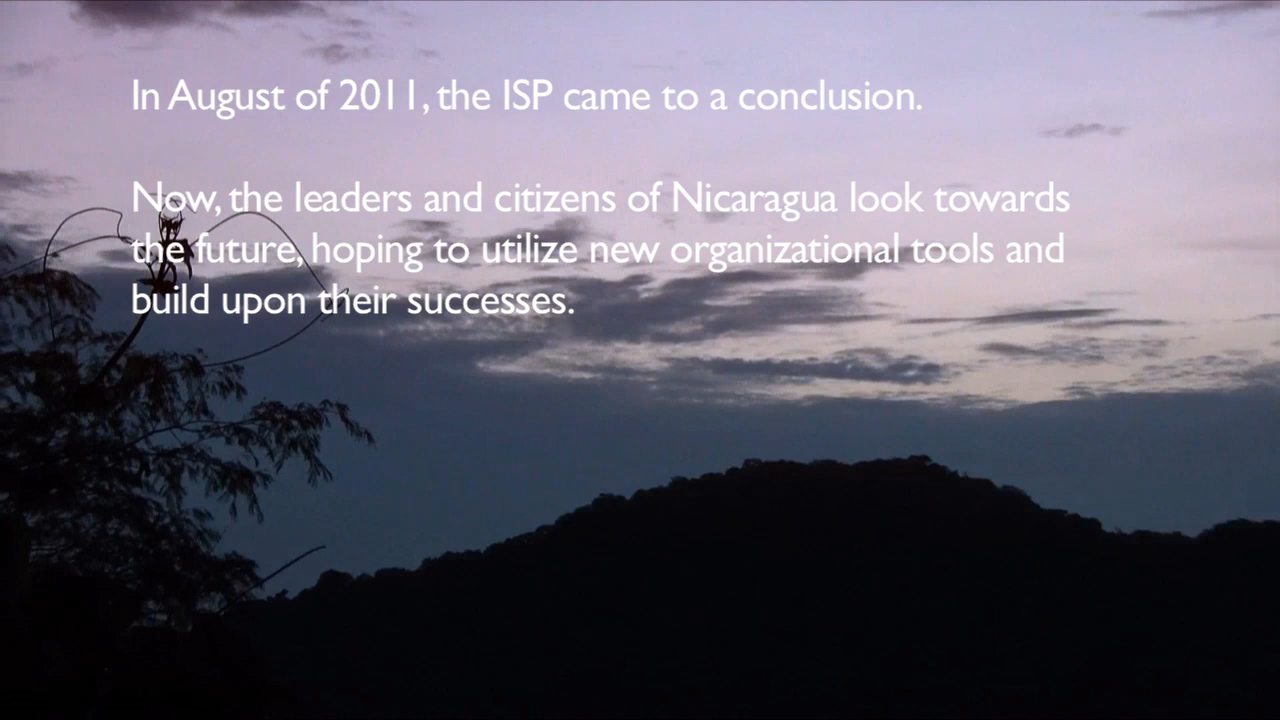 In August of 2011, the ISP came to a conclusion.
Now, the leaders and citizens of Nicaragua look towards
the future, hoping to utilize new organizational tools and
build upon their successes.